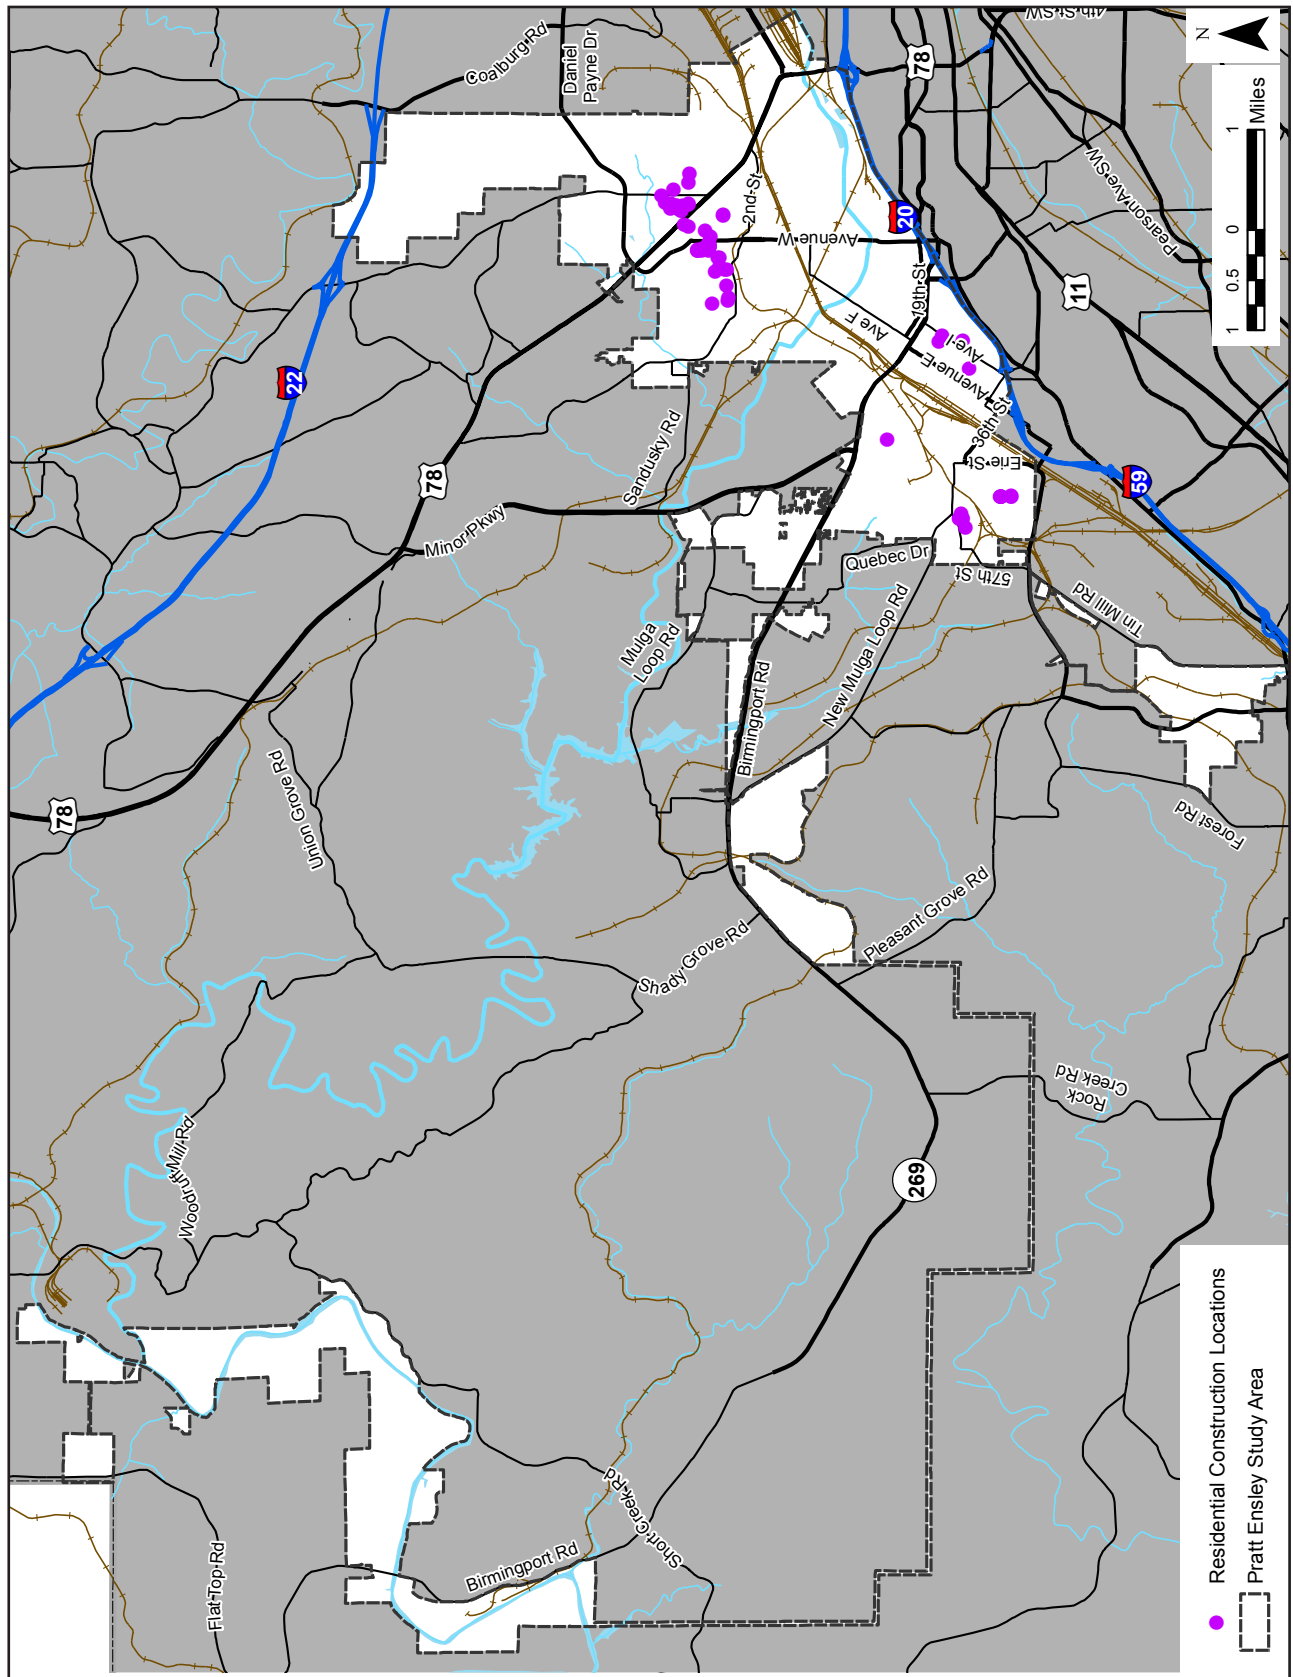 Coalburg Rd
Daniel
Payne Dr
4th St SW
78
N
Miles
1
0
0.5
1
Pearson Ave SW
11
20
2nd St
Avenue W
19th St
Ave F
Ave I
Avenue E
36th St
Erie St
59
22
78
Sandusky Rd
Minor Pkwy
Quebec Dr
57th St
Tin Mill Rd
Mulga
Loop Rd
New Mulga Loop Rd
Birmingport Rd
78
Union Grove Rd
Forest Rd
Pleasant Grove Rd
Shady Grove Rd
Rock
Creek Rd
Woodruff Mill Rd
269
Flat Top Rd
Birmingport Rd
Short Creek Rd
Residential Construction Locations
Pratt Ensley Study Area